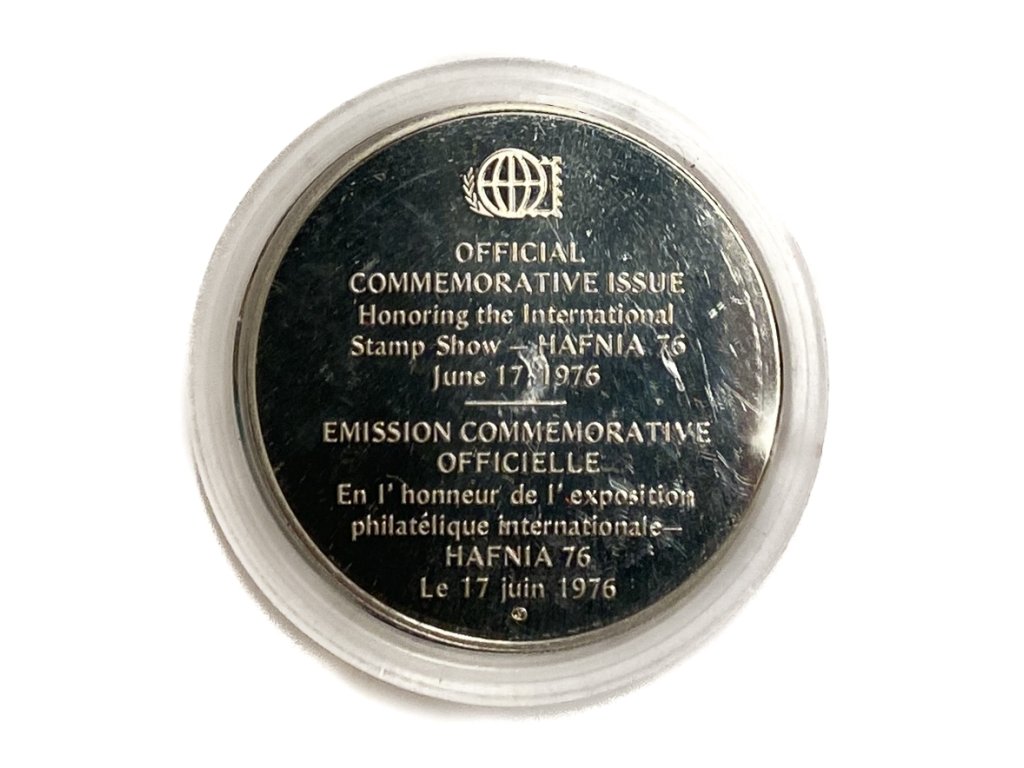 OFFICIAL
COMMEMORATIVE ISSUE
Honoring the International
Stamp Show – HAFNIA 76
June 17, 1976
EMISSION COMMEMORATIVE
OFFICIELLE
En l' honneur de l' exposition
philatélique internationale–
HAFNIA 76
Le 17 juin 1976